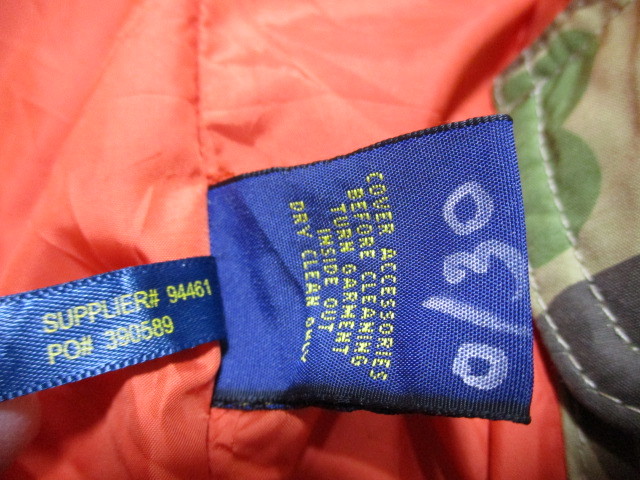 SUPPLIER# 94461
PO# 390589
COVER ACCESSORIES
BEFORE CLEANING
TURN GARMENT
INSIDE OUT
DRY CLEAN ONLY
0/30